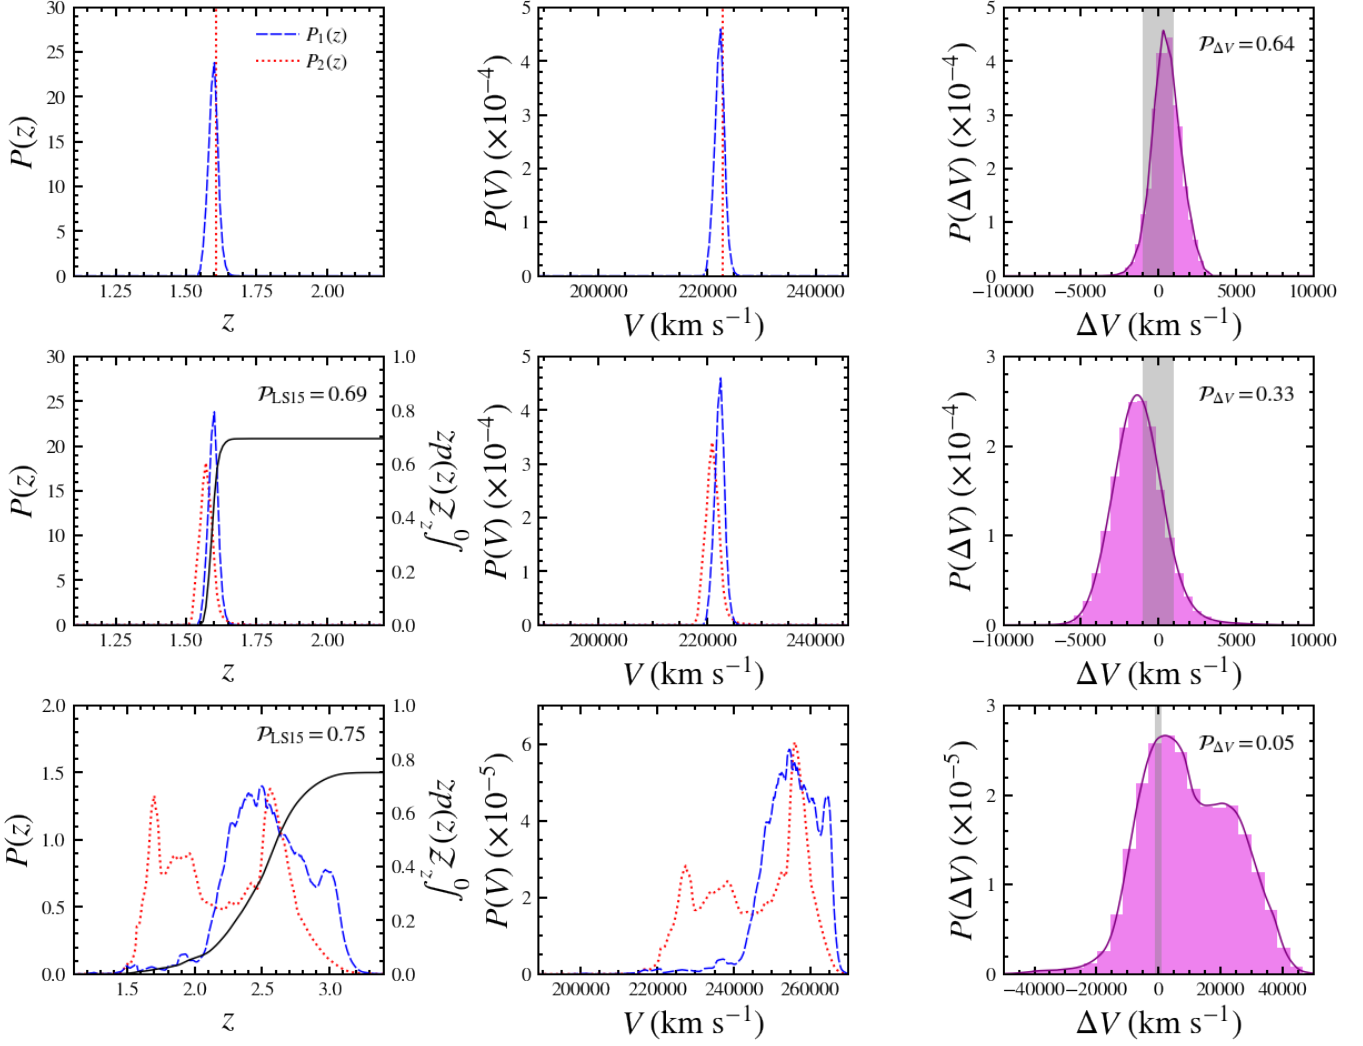 30
25
20
15
10
5
0
P(z)
P₁(z)
P₂(z)
1.25 1.50 1.75 2.00
z
5
4
3
2
1
0
P(V) (×10⁻⁴)
200000 220000 240000
V (km s⁻¹)
5
4
3
2
1
0
P(ΔV) (×10⁻⁴)
𝒫_ΔV = 0.64
−10000 −5000 0 5000 10000
ΔV (km s⁻¹)
30
25
20
15
10
5
0
P(z)
𝒫_LS15 = 0.69
1.0
0.8
0.6
0.4
0.2
0.0
∫₀ᶻ 𝒵(z)dz
1.25 1.50 1.75 2.00
z
5
4
3
2
1
0
P(V) (×10⁻⁴)
200000 220000 240000
V (km s⁻¹)
3
2
1
0
P(ΔV) (×10⁻⁴)
𝒫_ΔV = 0.33
−10000 −5000 0 5000 10000
ΔV (km s⁻¹)
2.0
1.5
1.0
0.5
0.0
P(z)
𝒫_LS15 = 0.75
1.0
0.8
0.6
0.4
0.2
0.0
∫₀ᶻ 𝒵(z)dz
1.5 2.0 2.5 3.0
z
6
4
2
0
P(V) (×10⁻⁵)
200000 220000 240000 260000
V (km s⁻¹)
3
2
1
0
P(ΔV) (×10⁻⁵)
𝒫_ΔV = 0.05
−40000 −20000 0 20000 40000
ΔV (km s⁻¹)